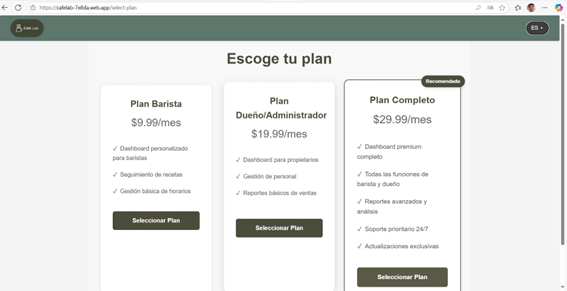 https://cafelab-7e8da.web.app/select-plan
Café Lab
ES
Escoge tu plan
Recomendado
Plan Barista
$9.99/mes
✓ Dashboard personalizado
para baristas
✓ Seguimiento de recetas
✓ Gestión básica de horarios
Seleccionar Plan
Plan
Dueño/Administrador
$19.99/mes
✓ Dashboard para propietarios
✓ Gestión de personal
✓ Reportes básicos de ventas
Seleccionar Plan
Plan Completo
$29.99/mes
✓ Dashboard premium
completo
✓ Todas las funciones de
barista y dueño
✓ Reportes avanzados y
análisis
✓ Soporte prioritario 24/7
✓ Actualizaciones exclusivas
Seleccionar Plan